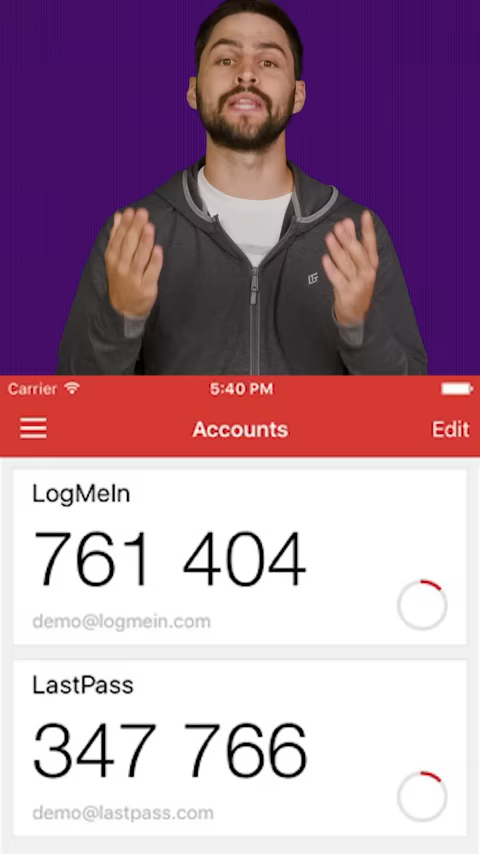 Carrier 5:40 PM
Accounts Edit
LogMeIn
761 404
demo@logmein.com
LastPass
347 766
demo@lastpass.com